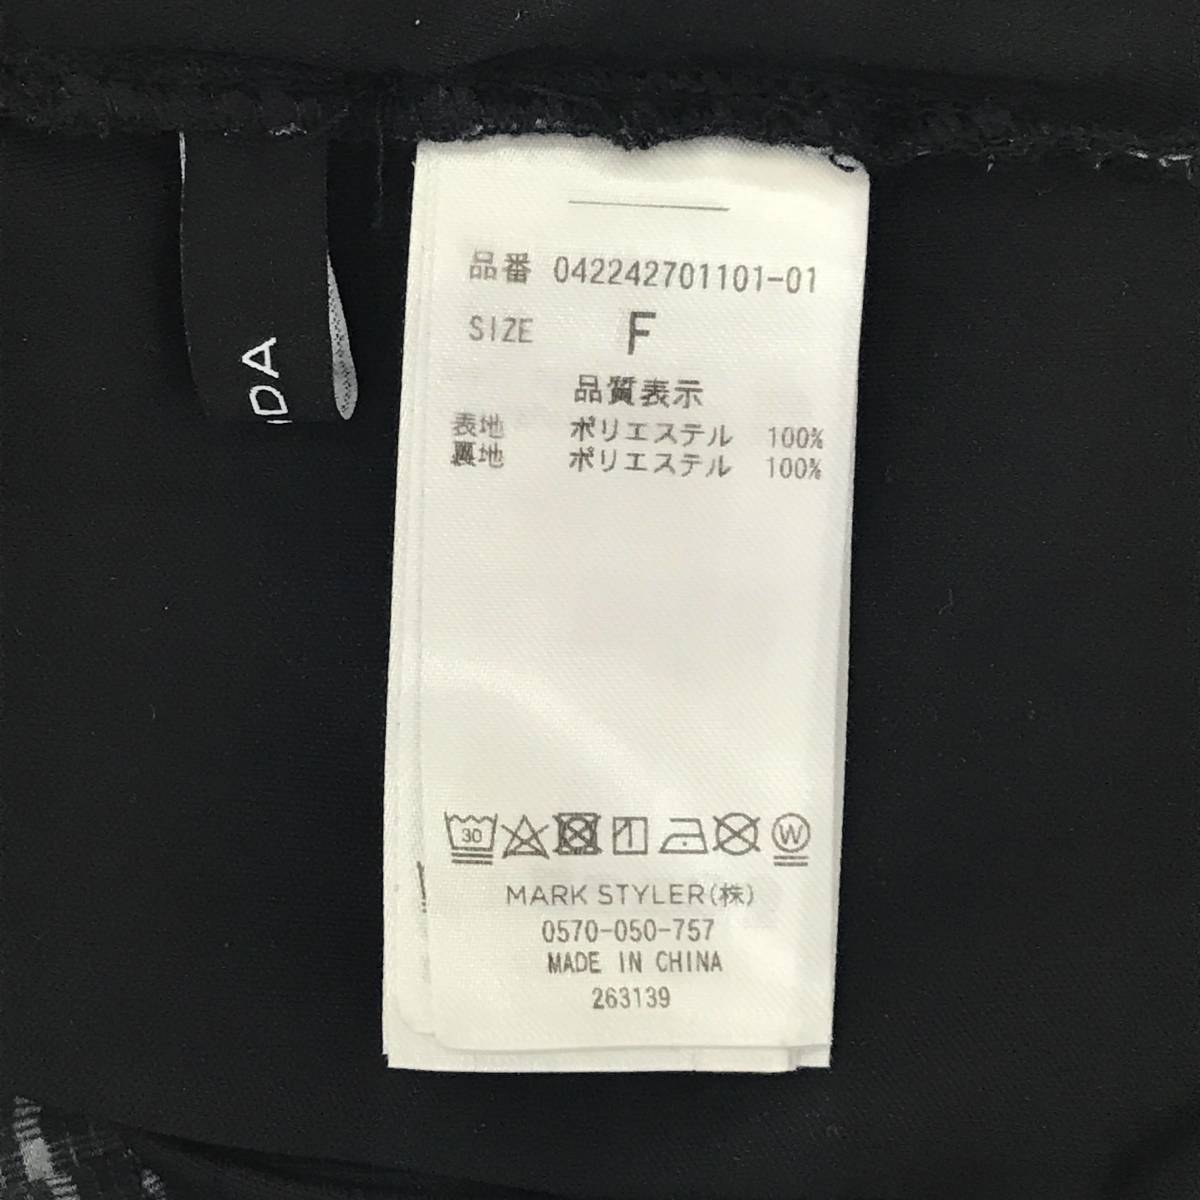 DA
品番 042242701101-01
SIZE F
品質表示
表地 ポリエステル 100%
裏地 ポリエステル 100%
30
W
MARK STYLER(株)
0570-050-757
MADE IN CHINA
263139